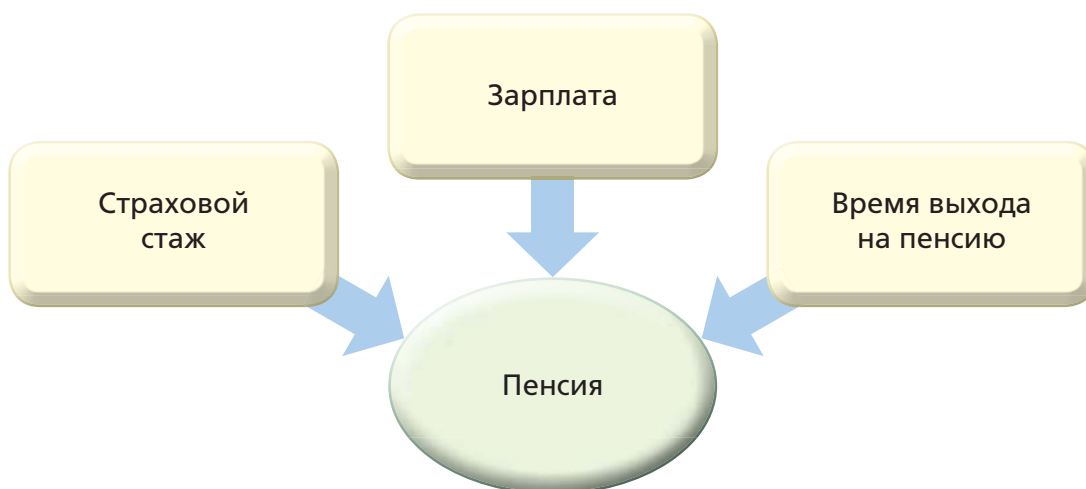 Зарплата
Страховой
стаж
Время выхода
на пенсию
Пенсия